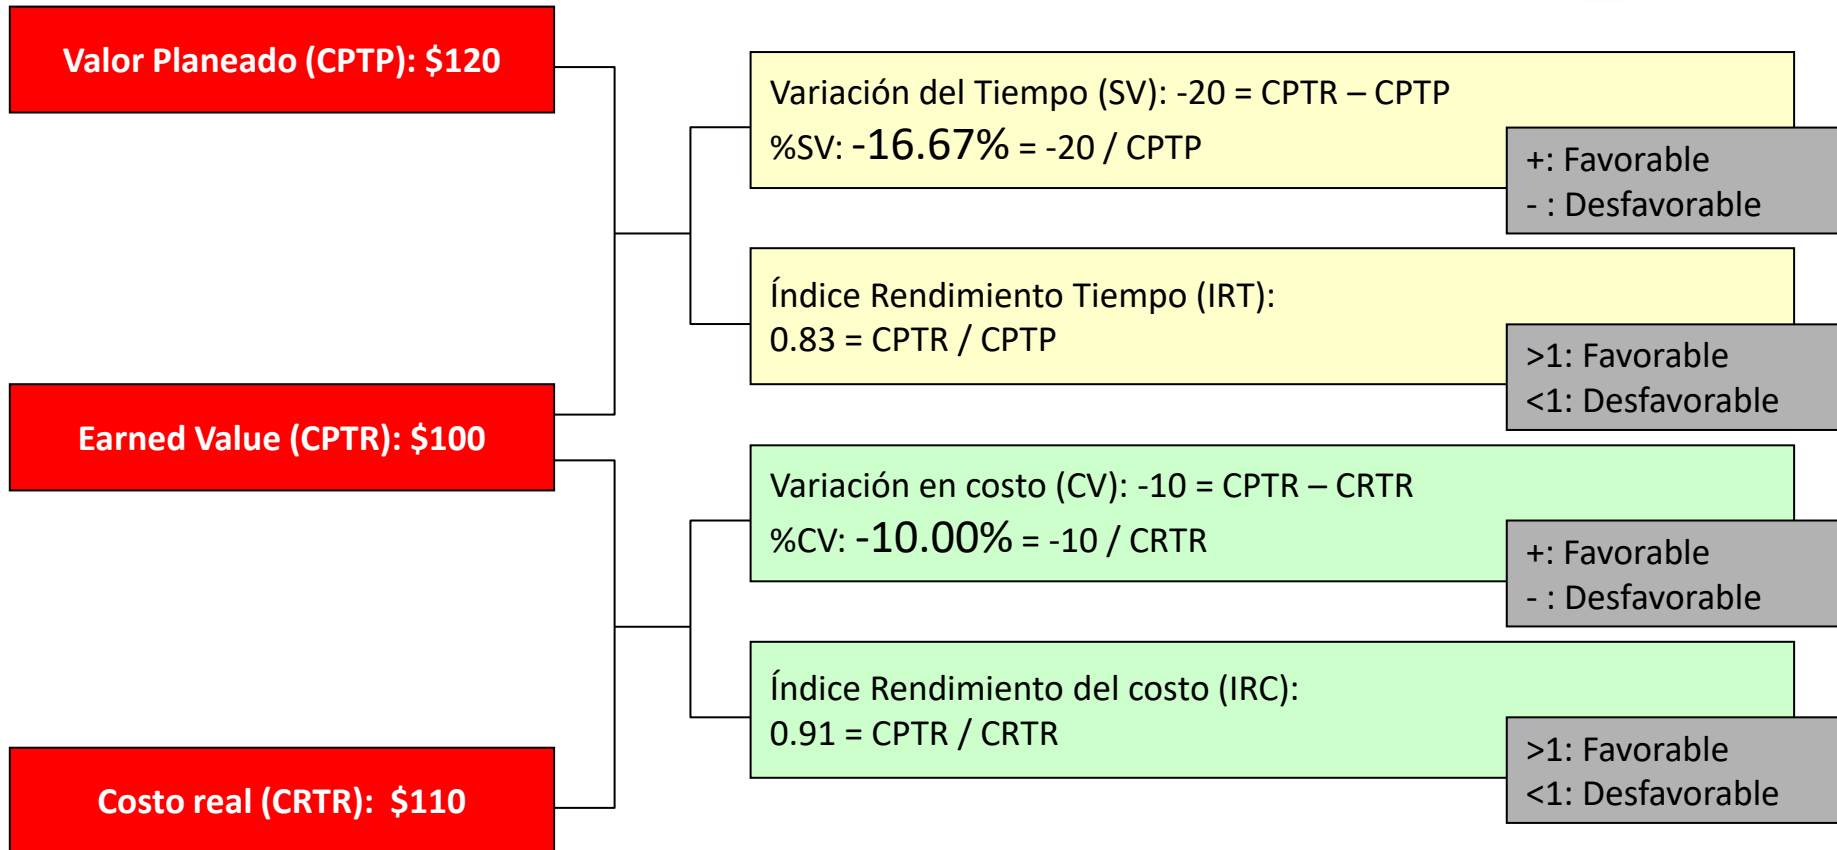 Valor Planeado (CPTP): $120
Variación del Tiempo (SV): -20 = CPTR – CPTP
%SV: -16.67% = -20 / CPTP
+: Favorable
- : Desfavorable
Índice Rendimiento Tiempo (IRT):
0.83 = CPTR / CPTP
>1: Favorable
<1: Desfavorable
Earned Value (CPTR): $100
Variación en costo (CV): -10 = CPTR – CRTR
%CV: -10.00% = -10 / CRTR
+: Favorable
- : Desfavorable
Índice Rendimiento del costo (IRC):
0.91 = CPTR / CRTR
>1: Favorable
<1: Desfavorable
Costo real (CRTR): $110